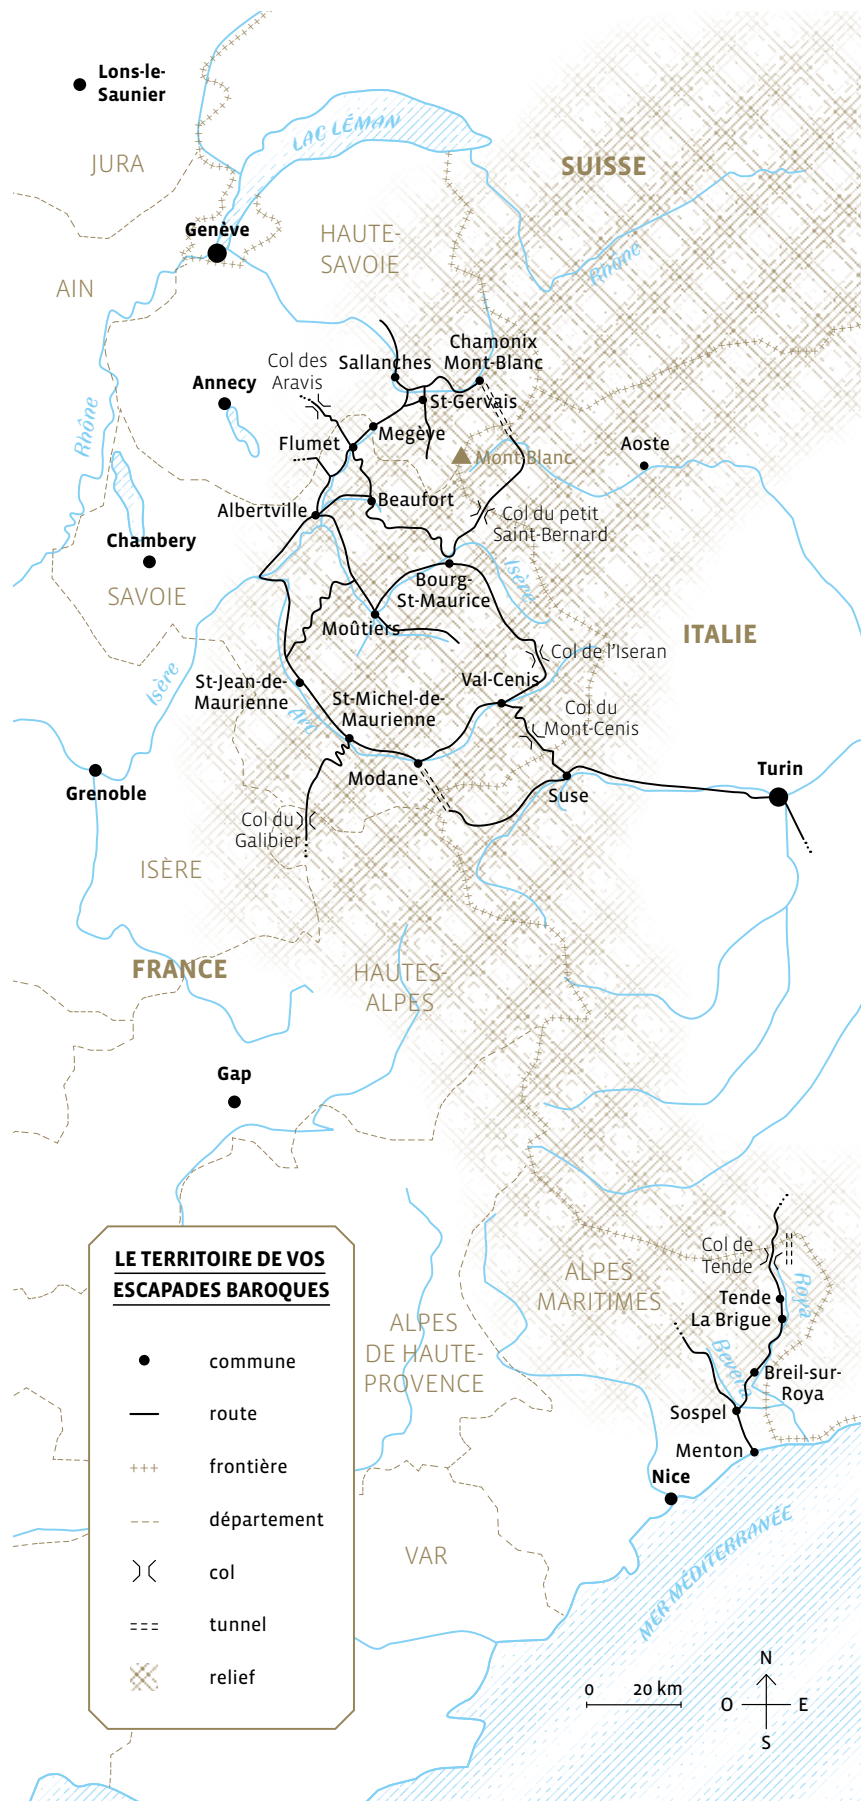 Lons-le-
Saunier
LAC LÉMAN
JURA
SUISSE
Genève
HAUTE-
SAVOIE
Rhône
AIN
Chamonix
Mont-Blanc
Sallanches
Col des
Aravis
Annecy
St-Gervais
Rhône
Megève
Flumet
Mont Blanc
Aoste
Beaufort
Albertville
Col du petit
Saint-Bernard
Chambery
Isère
Bourg-
St-Maurice
SAVOIE
Moûtiers
ITALIE
Col de l'Iseran
Isère
St-Jean-de-
Maurienne
Val-Cenis
St-Michel-de-
Maurienne
Arc
Col du
Mont-Cenis
Modane
Grenoble
Suse
Turin
Col du
Galibier
ISÈRE
FRANCE
HAUTES-
ALPES
Gap
Col de
Tende
ALPES
MARITIMES
Roya
Tende
La Brigue
ALPES
DE HAUTE-
PROVENCE
Bevera
Breil-sur-
Roya
Sospel
Menton
Nice
VAR
MER MÉDITERRANÉE
LE TERRITOIRE DE VOS
ESCAPADES BAROQUES
commune
route
frontière
département
col
tunnel
relief
0 20 km
N
O E
S